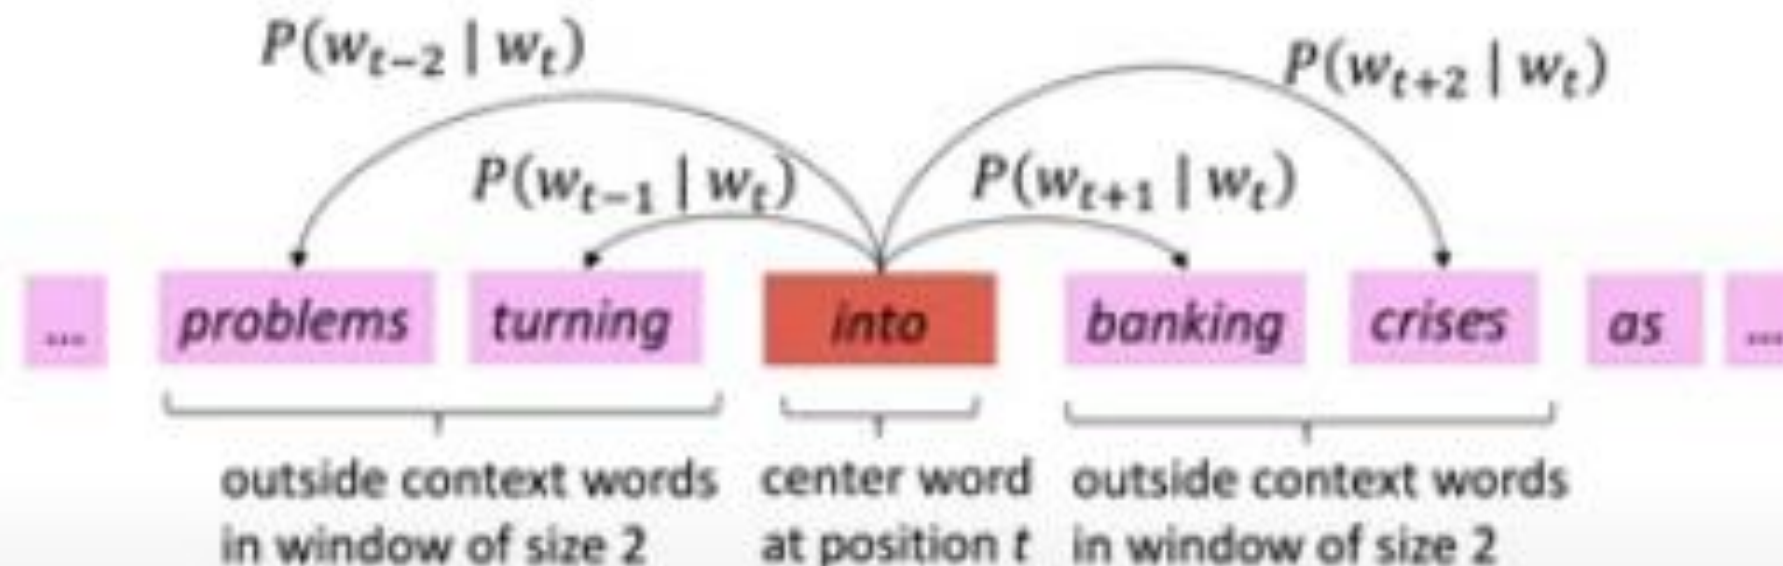 P(w_{t-2} | w_t)
P(w_{t+2} | w_t)
P(w_{t-1} | w_t)
P(w_{t+1} | w_t)
... problems turning into banking crises as ...
outside context words
in window of size 2
center word
at position t
outside context words
in window of size 2